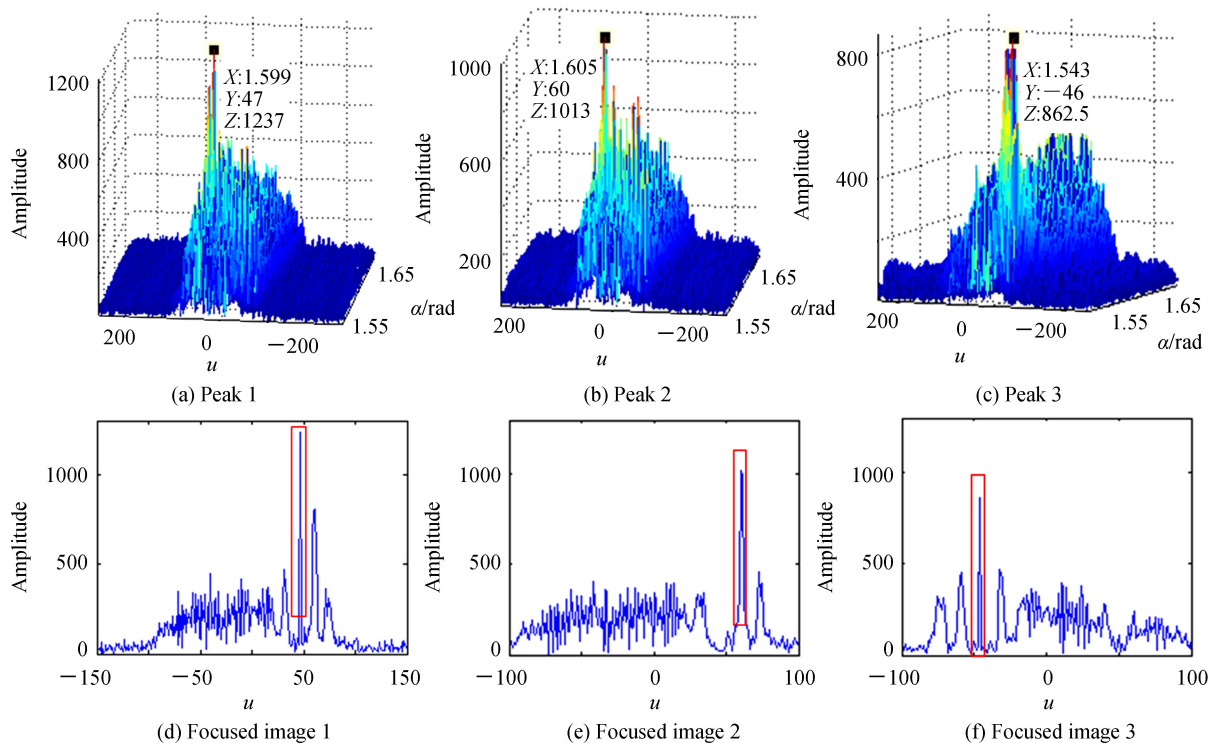 1200
800
400
Amplitude
X:1.599
Y:47
Z:1237
200
0
−200
u
1.55
1.65
α/rad
(a) Peak 1
1000
600
200
Amplitude
X:1.605
Y:60
Z:1013
200
0
−200
u
1.55
1.65
α/rad
(b) Peak 2
800
400
Amplitude
X:1.543
Y:−46
Z:862.5
200
0
−200
u
1.55
1.65
α/rad
(c) Peak 3
1000
500
0
Amplitude
−150
−50
50
150
u
(d) Focused image 1
1000
500
0
Amplitude
−100
0
100
u
(e) Focused image 2
1000
500
0
Amplitude
−100
0
100
u
(f) Focused image 3